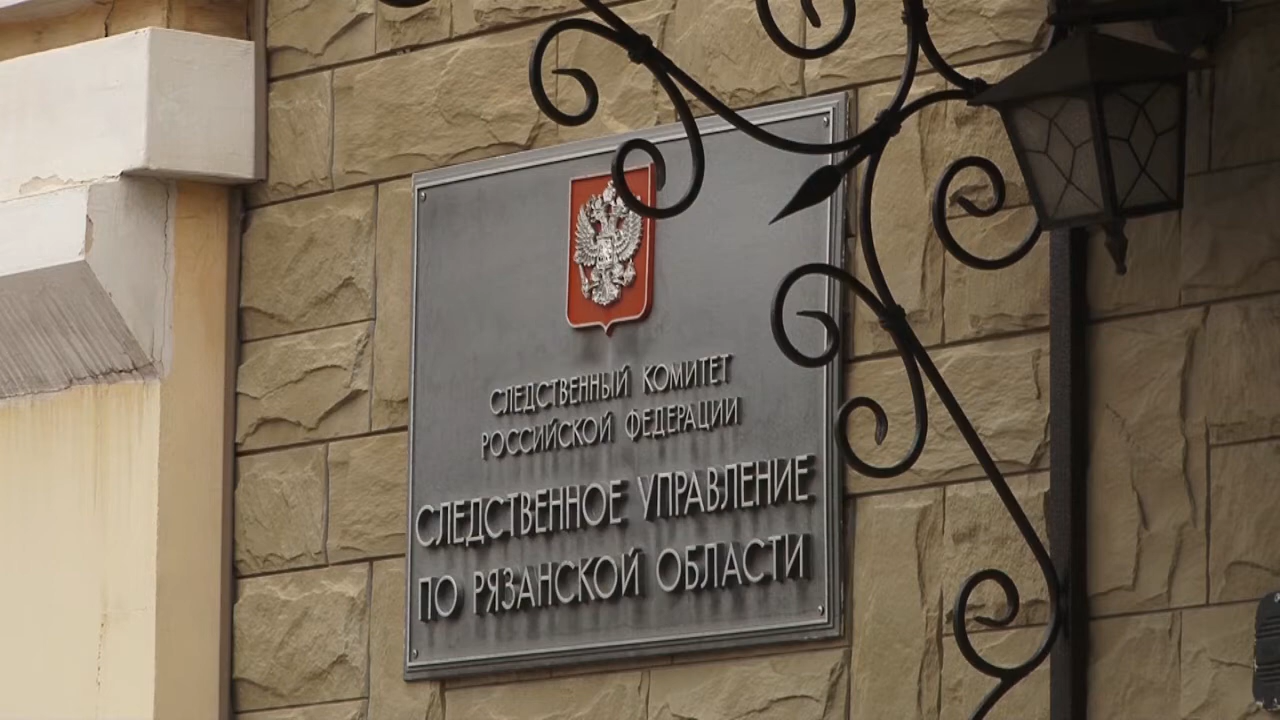 СЛЕДСТВЕННЫЙ КОМИТЕТ
РОССИЙСКОЙ ФЕДЕРАЦИИ
СЛЕДСТВЕННОЕ УПРАВЛЕНИЕ
ПО РЯЗАНСКОЙ ОБЛАСТИ